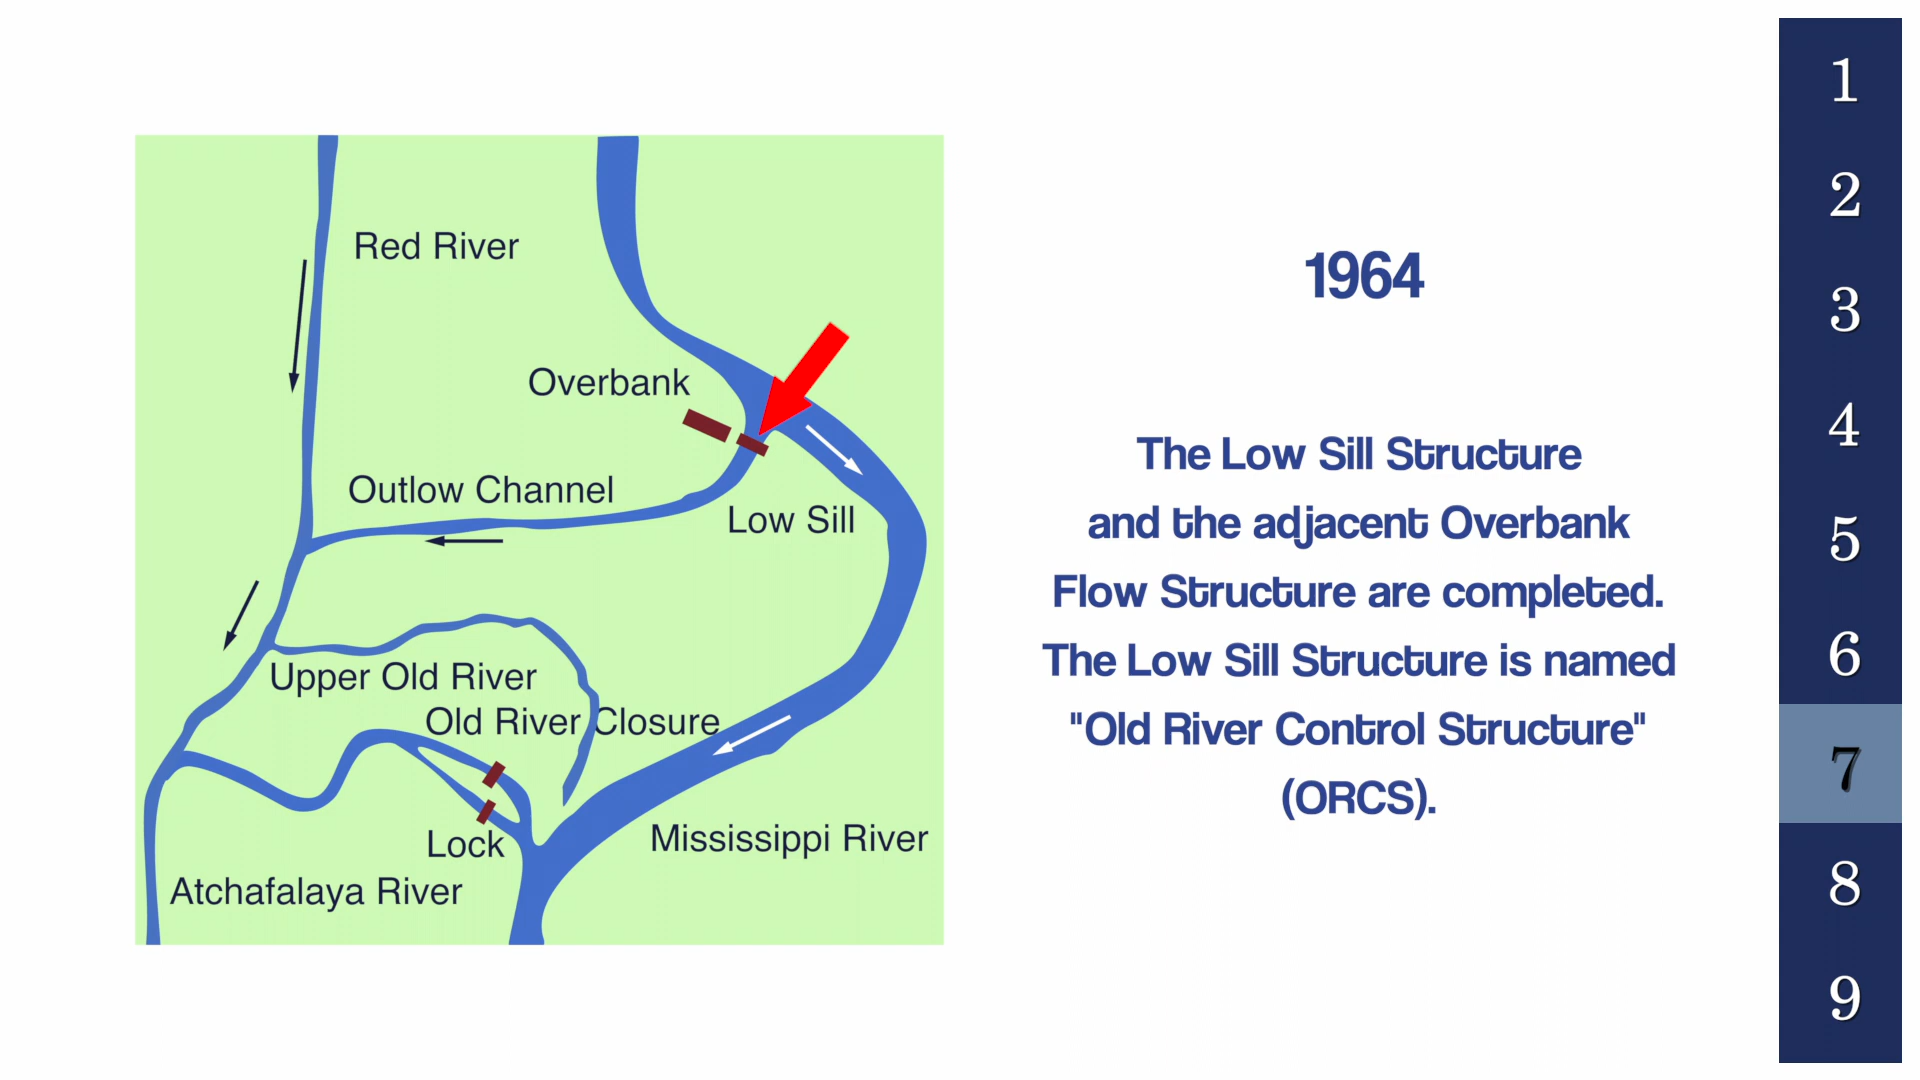 Red River
Overbank
Outlow Channel
Low Sill
Upper Old River
Old River Closure
Lock
Mississippi River
Atchafalaya River
1964
The Low Sill Structure
and the adjacent Overbank
Flow Structure are completed.
The Low Sill Structure is named
"Old River Control Structure"
(ORCS).
1
2
3
4
5
6
7
8
9